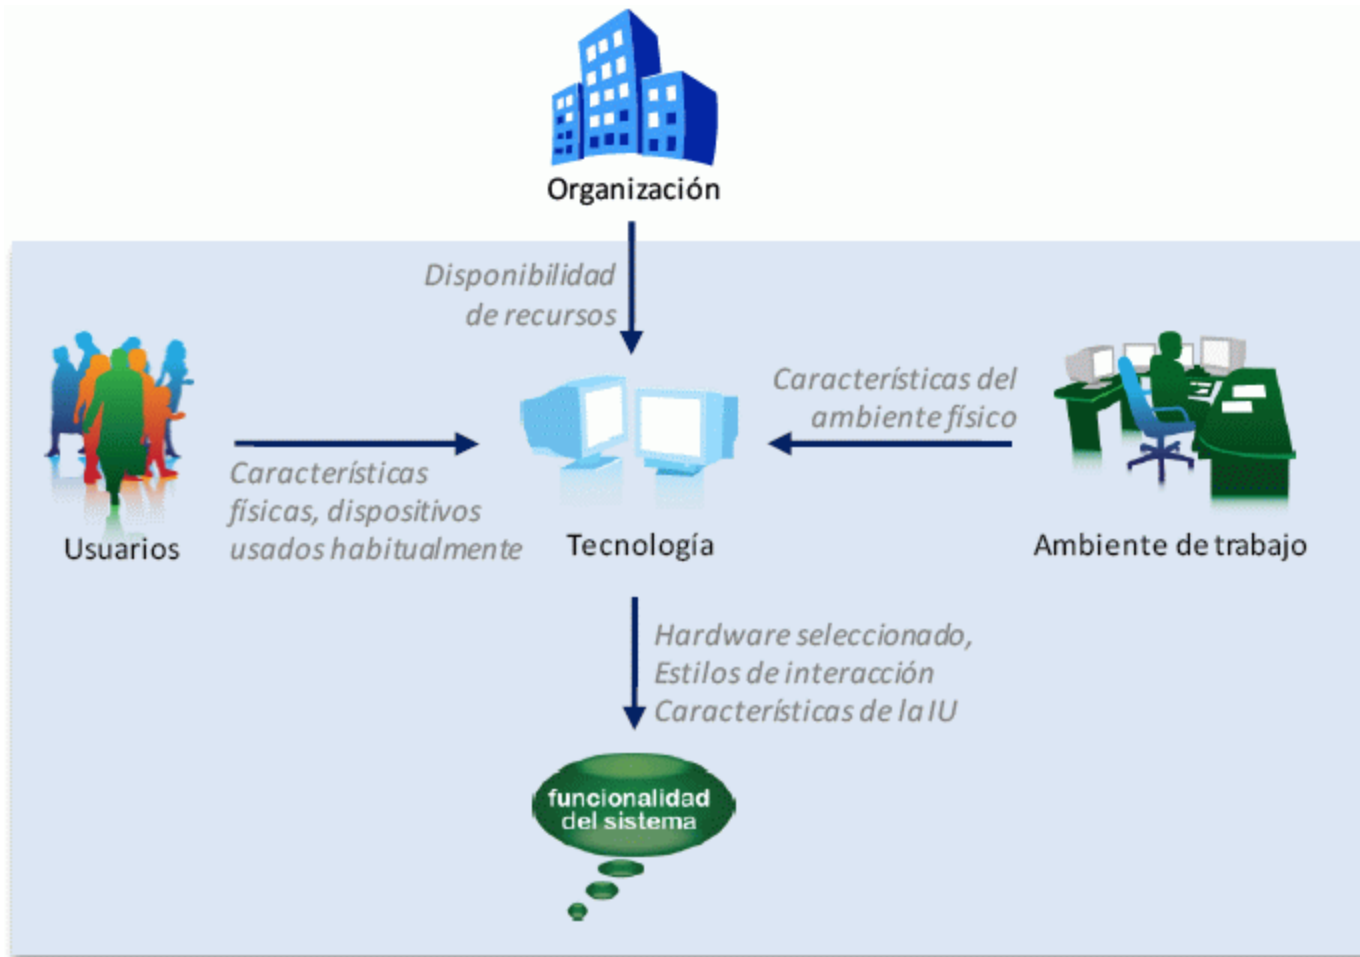 Organización
Disponibilidad
de recursos
Características del
ambiente físico
Características
físicas, dispositivos
usados habitualmente
Usuarios
Tecnología
Ambiente de trabajo
Hardware seleccionado,
Estilos de interacción
Características de la IU
funcionalidad
del sistema